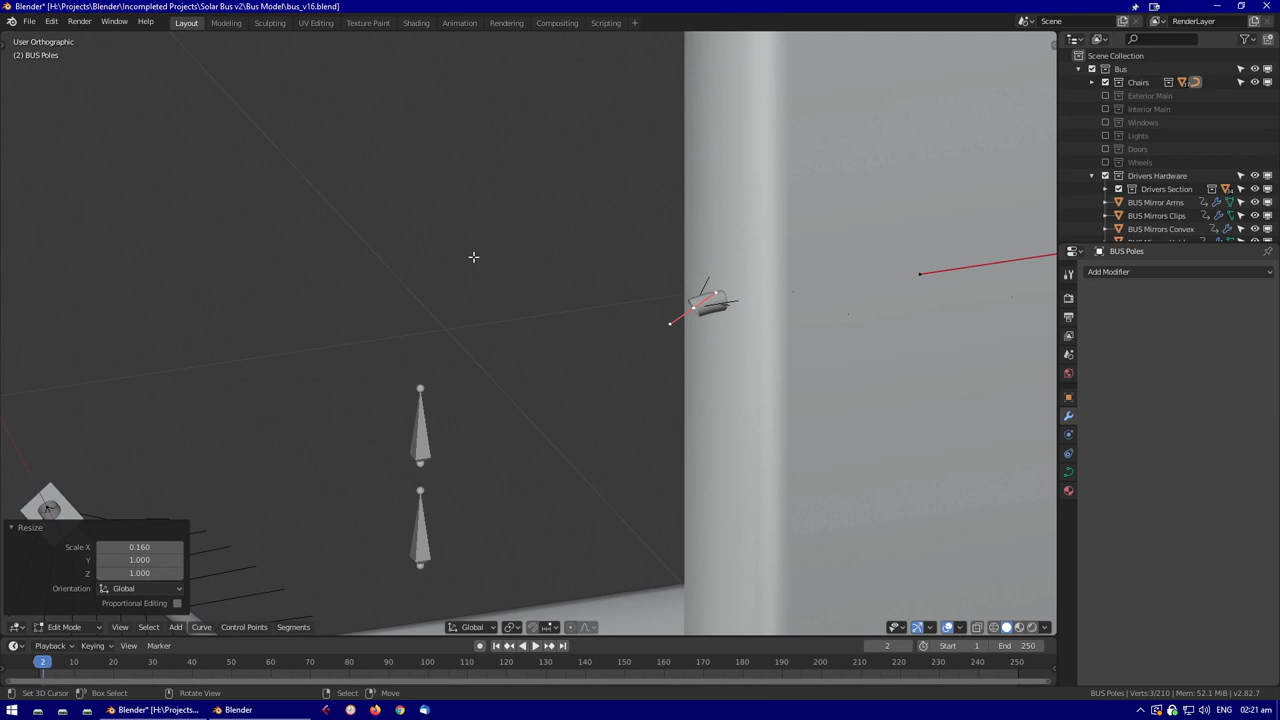 Blender* [H:\Projects\Blender\Incompleted Projects\Solar Bus v2\Bus Model\bus_v16.blend]
File Edit Render Window Help Layout Modeling Sculpting UV Editing Texture Paint Shading Animation Rendering Compositing Scripting + Scene RenderLayer
User Orthographic
(2) BUS Poles
Scene Collection
Bus
Chairs
Exterior Main
Interior Main
Windows
Lights
Doors
Wheels
Drivers Hardware
Drivers Section
BUS Mirror Arms
BUS Mirrors Clips
BUS Mirrors Convex
BUS Poles
Add Modifier
Resize
Scale X 0.160
Y 1.000
Z 1.000
Orientation Global
Proportional Editing
Edit Mode View Select Add Curve Control Points Segments Global
Playback Keying View Marker 2 Start 1 End 250
2 10 20 30 40 50 60 70 80 90 100 110 120 130 140 150 160 170 180 190 200 210 220 230 240 250
Set 3D Cursor Box Select Rotate View Select Move BUS Poles | Verts:3/210 | Mem: 52.1 MiB | v2.82.7
Blender* [H:\Projects... Blender ENG 02:21 am